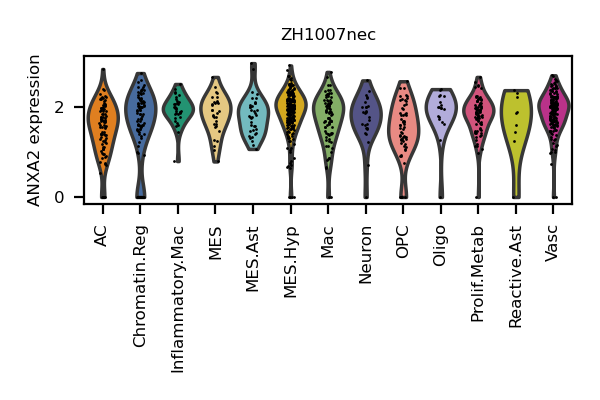 ZH1007nec
ANXA2 expression
2
0
AC
Chromatin.Reg
Inflammatory.Mac
MES
MES.Ast
MES.Hyp
Mac
Neuron
OPC
Oligo
Prolif.Metab
Reactive.Ast
Vasc